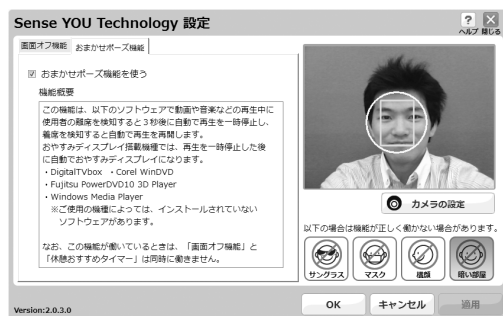 Sense YOU Technology 設定
ヘルプ 閉じる
画面オフ機能 おまかせポーズ機能
おまかせポーズ機能を使う
機能概要
この機能は、以下のソフトウェアで動画や音楽などの再生中に
使用者の離席を検知すると3秒後に自動で再生を一時停止し、
着席を検知すると自動で再生を再開します。
おやすみディスプレイ搭載機種では、再生を一時停止した後
に自動でおやすみディスプレイになります。
・DigitalTVbox ・Corel WinDVD
・Fujitsu PowerDVD10 3D Player
・Windows Media Player
※ご使用の機種によっては、インストールされていない
ソフトウェアがあります。
なお、この機能が働いているときは、「画面オフ機能」と
「休憩おすすめタイマー」は同時に働きません。
カメラの設定
以下の場合は機能が正しく働かない場合があります。
サングラス マスク 横顔 暗い部屋
Version:2.0.3.0
OK キャンセル 適用